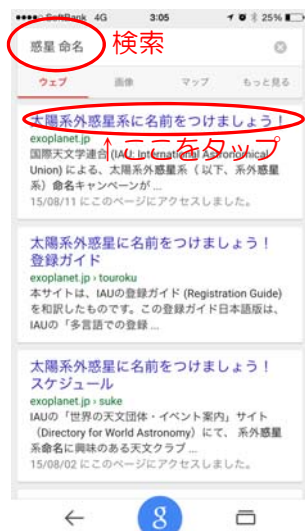 SoftBank 4G 3:05 25%
惑星 命名 検索
ウェブ 画像 マップ もっと見る
太陽系外惑星系に名前をつけましょう！
exoplanet.jp
↑ここをタップ
国際天文学連合 (IAU: International Astronomical
Union) による、太陽系外惑星系 ( 以下、系外惑星
系）命名キャンペーンが ...
15/08/11 にこのページにアクセスしました。
太陽系外惑星系に名前をつけましょう！
登録ガイド
exoplanet.jp › touroku
本サイトは、IAUの登録ガイド (Registration Guide)
を和訳したものです。この登録ガイド日本語版は、
IAUの「多言語での登録 ...
太陽系外惑星系に名前をつけましょう！
スケジュール
exoplanet.jp › suke
IAUの「世界の天文団体・イベント案内」サイト
（Directory for World Astronomy）にて、 系外惑星
系命名に興味のある天文クラブ ...
15/08/02 にこのページにアクセスしました。
g